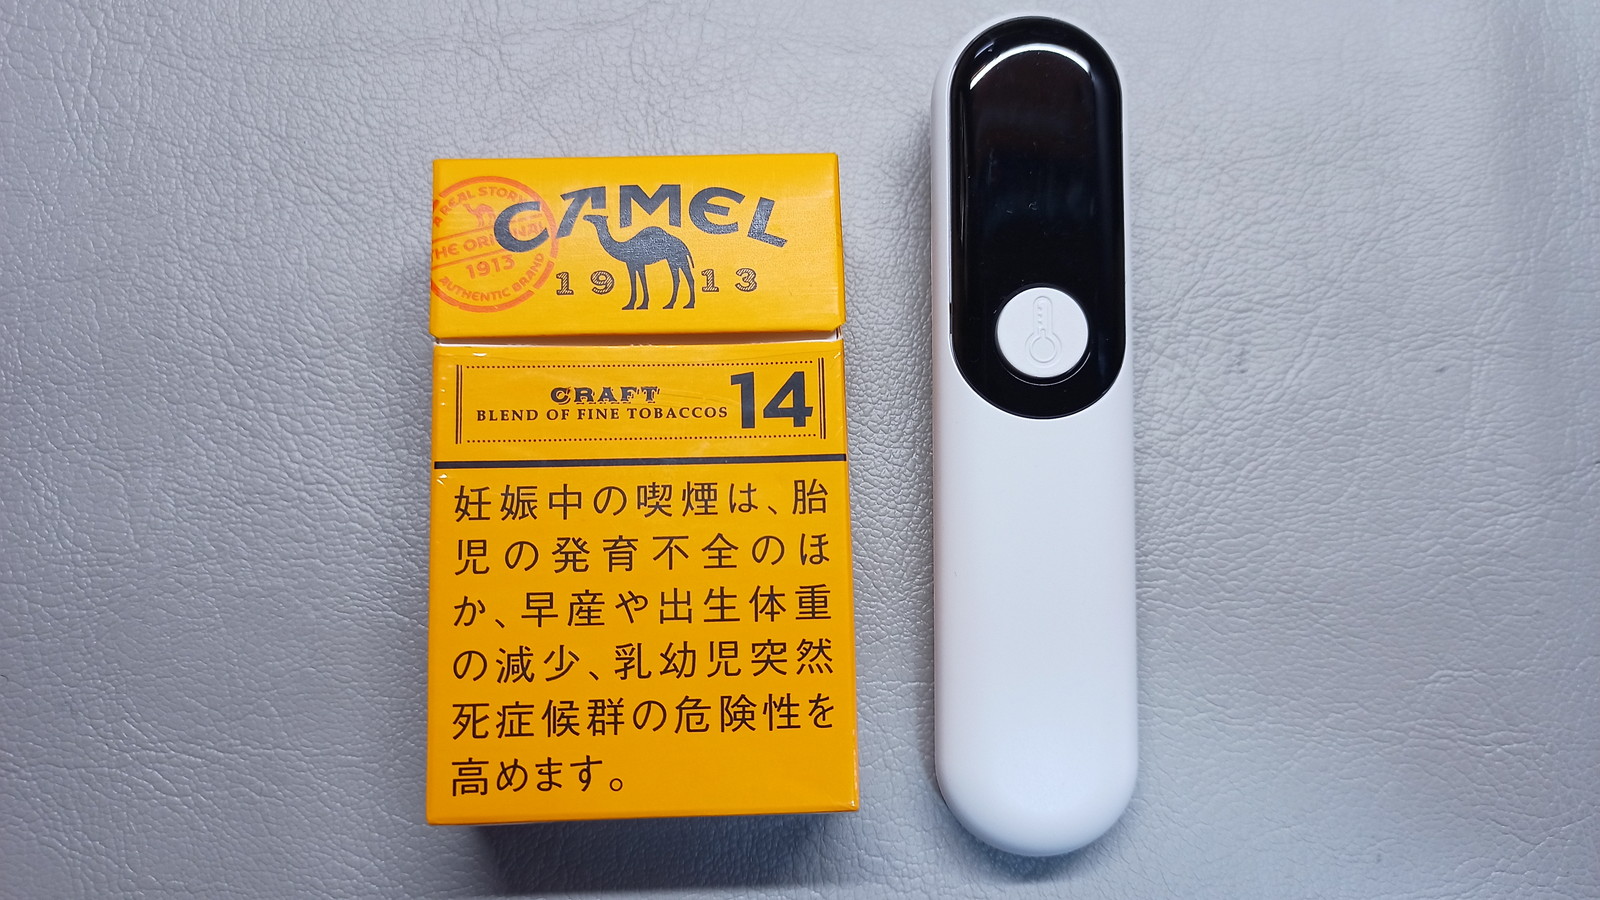 CAMEL
19 13
A REAL STORY
THE ORIGINAL
1913
AUTHENTIC BRAND
CRAFT
BLEND OF FINE TOBACCOS
14
妊娠中の喫煙は、胎
児の発育不全のほ
か、早産や出生体重
の減少、乳幼児突然
死症候群の危険性を
高めます。